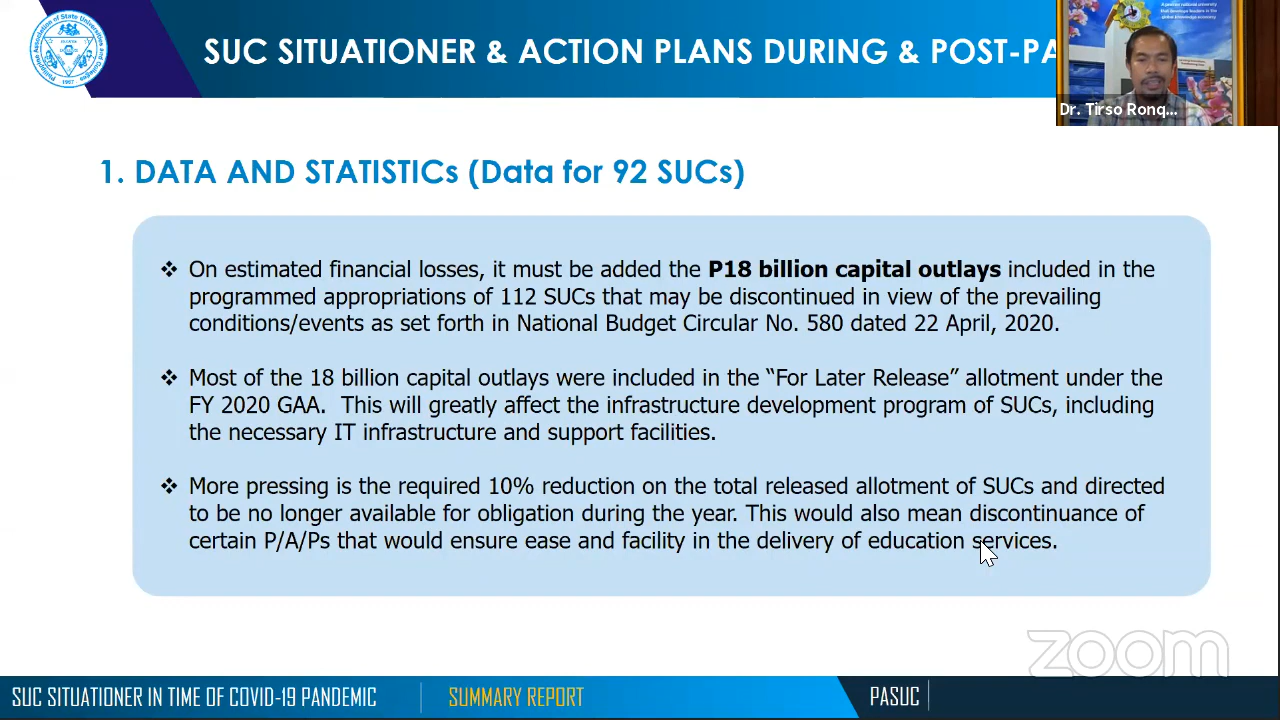 SUC SITUATIONER & ACTION PLANS DURING & POST-PA
Dr. Tirso Ronq...
1. DATA AND STATISTICs (Data for 92 SUCs)
❖ On estimated financial losses, it must be added the P18 billion capital outlays included in the
programmed appropriations of 112 SUCs that may be discontinued in view of the prevailing
conditions/events as set forth in National Budget Circular No. 580 dated 22 April, 2020.
❖ Most of the 18 billion capital outlays were included in the “For Later Release” allotment under the
FY 2020 GAA. This will greatly affect the infrastructure development program of SUCs, including
the necessary IT infrastructure and support facilities.
❖ More pressing is the required 10% reduction on the total released allotment of SUCs and directed
to be no longer available for obligation during the year. This would also mean discontinuance of
certain P/A/Ps that would ensure ease and facility in the delivery of education services.
zoom
SUC SITUATIONER IN TIME OF COVID-19 PANDEMIC | SUMMARY REPORT PASUC |